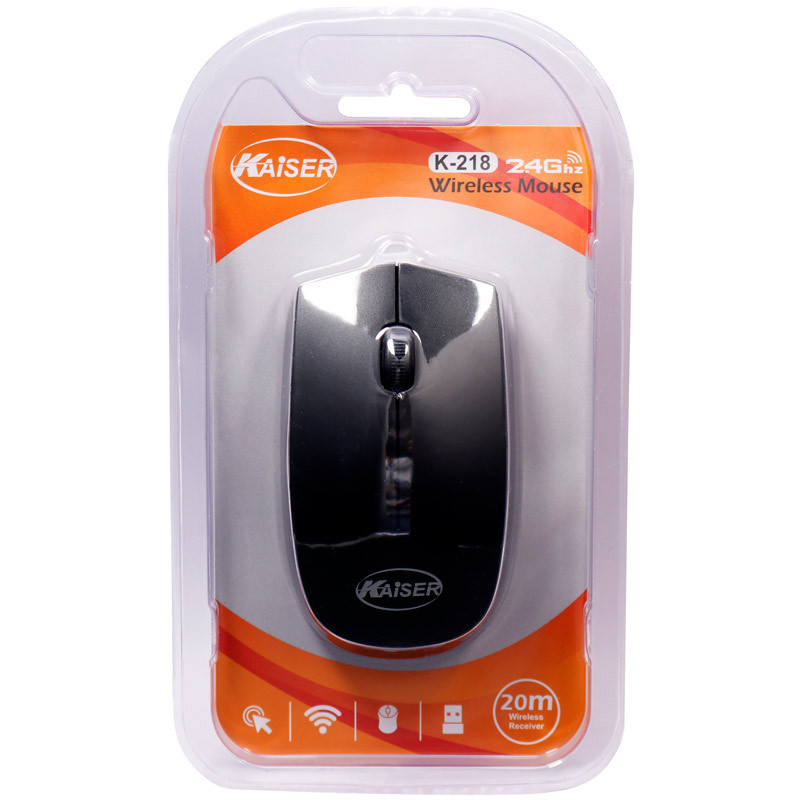 KAiSER
K-218 2.4Ghz
Wireless Mouse
KAiSER
20m
Wireless
Receiver